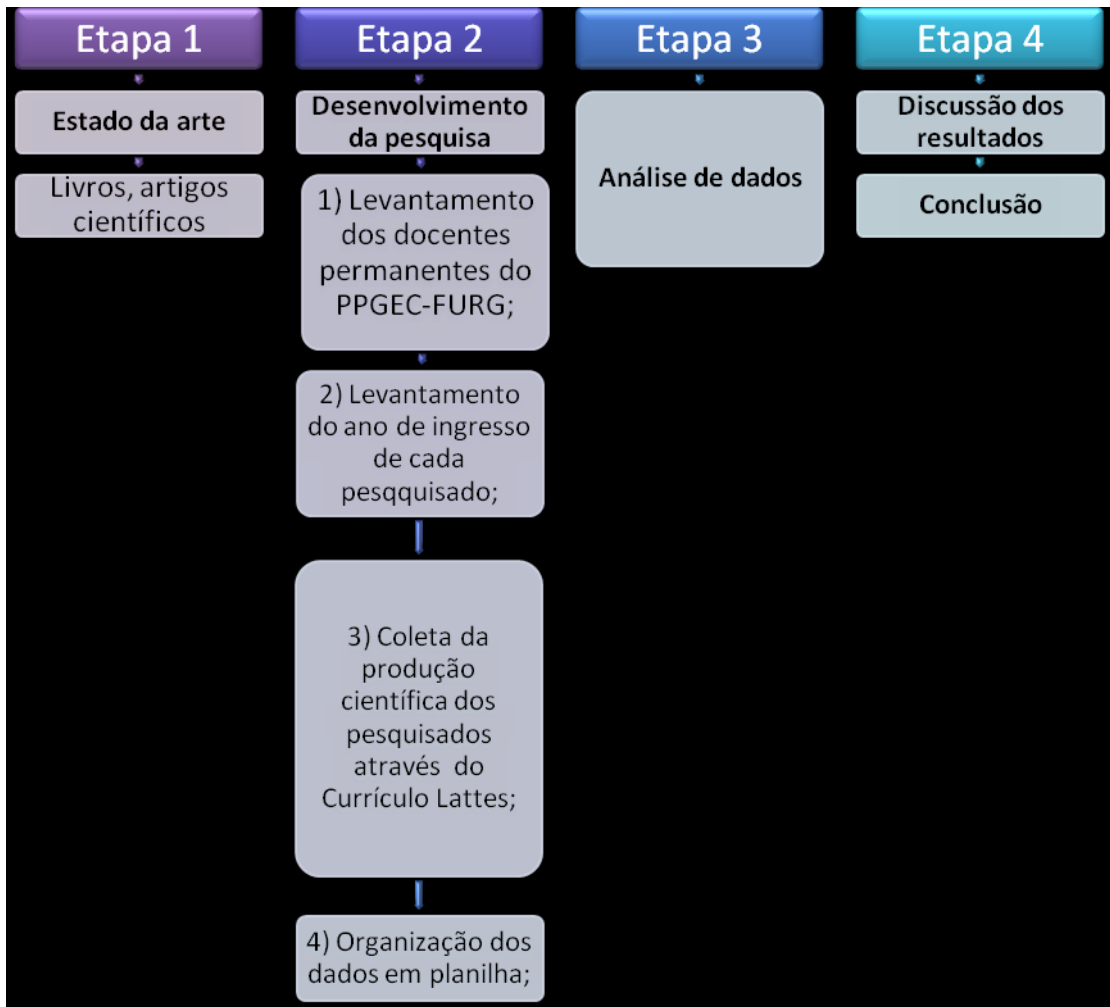 Etapa 1
Estado da arte
Livros, artigos
científicos
Etapa 2
Desenvolvimento
da pesquisa
1) Levantamento
dos docentes
permanentes do
PPGEC-FURG;
2) Levantamento
do ano de ingresso
de cada
pesqquisado;
3) Coleta da
produção
científica dos
pesquisados
através do
Currículo Lattes;
4) Organização dos
dados em planilha;
Etapa 3
Análise de dados
Etapa 4
Discussão dos
resultados
Conclusão